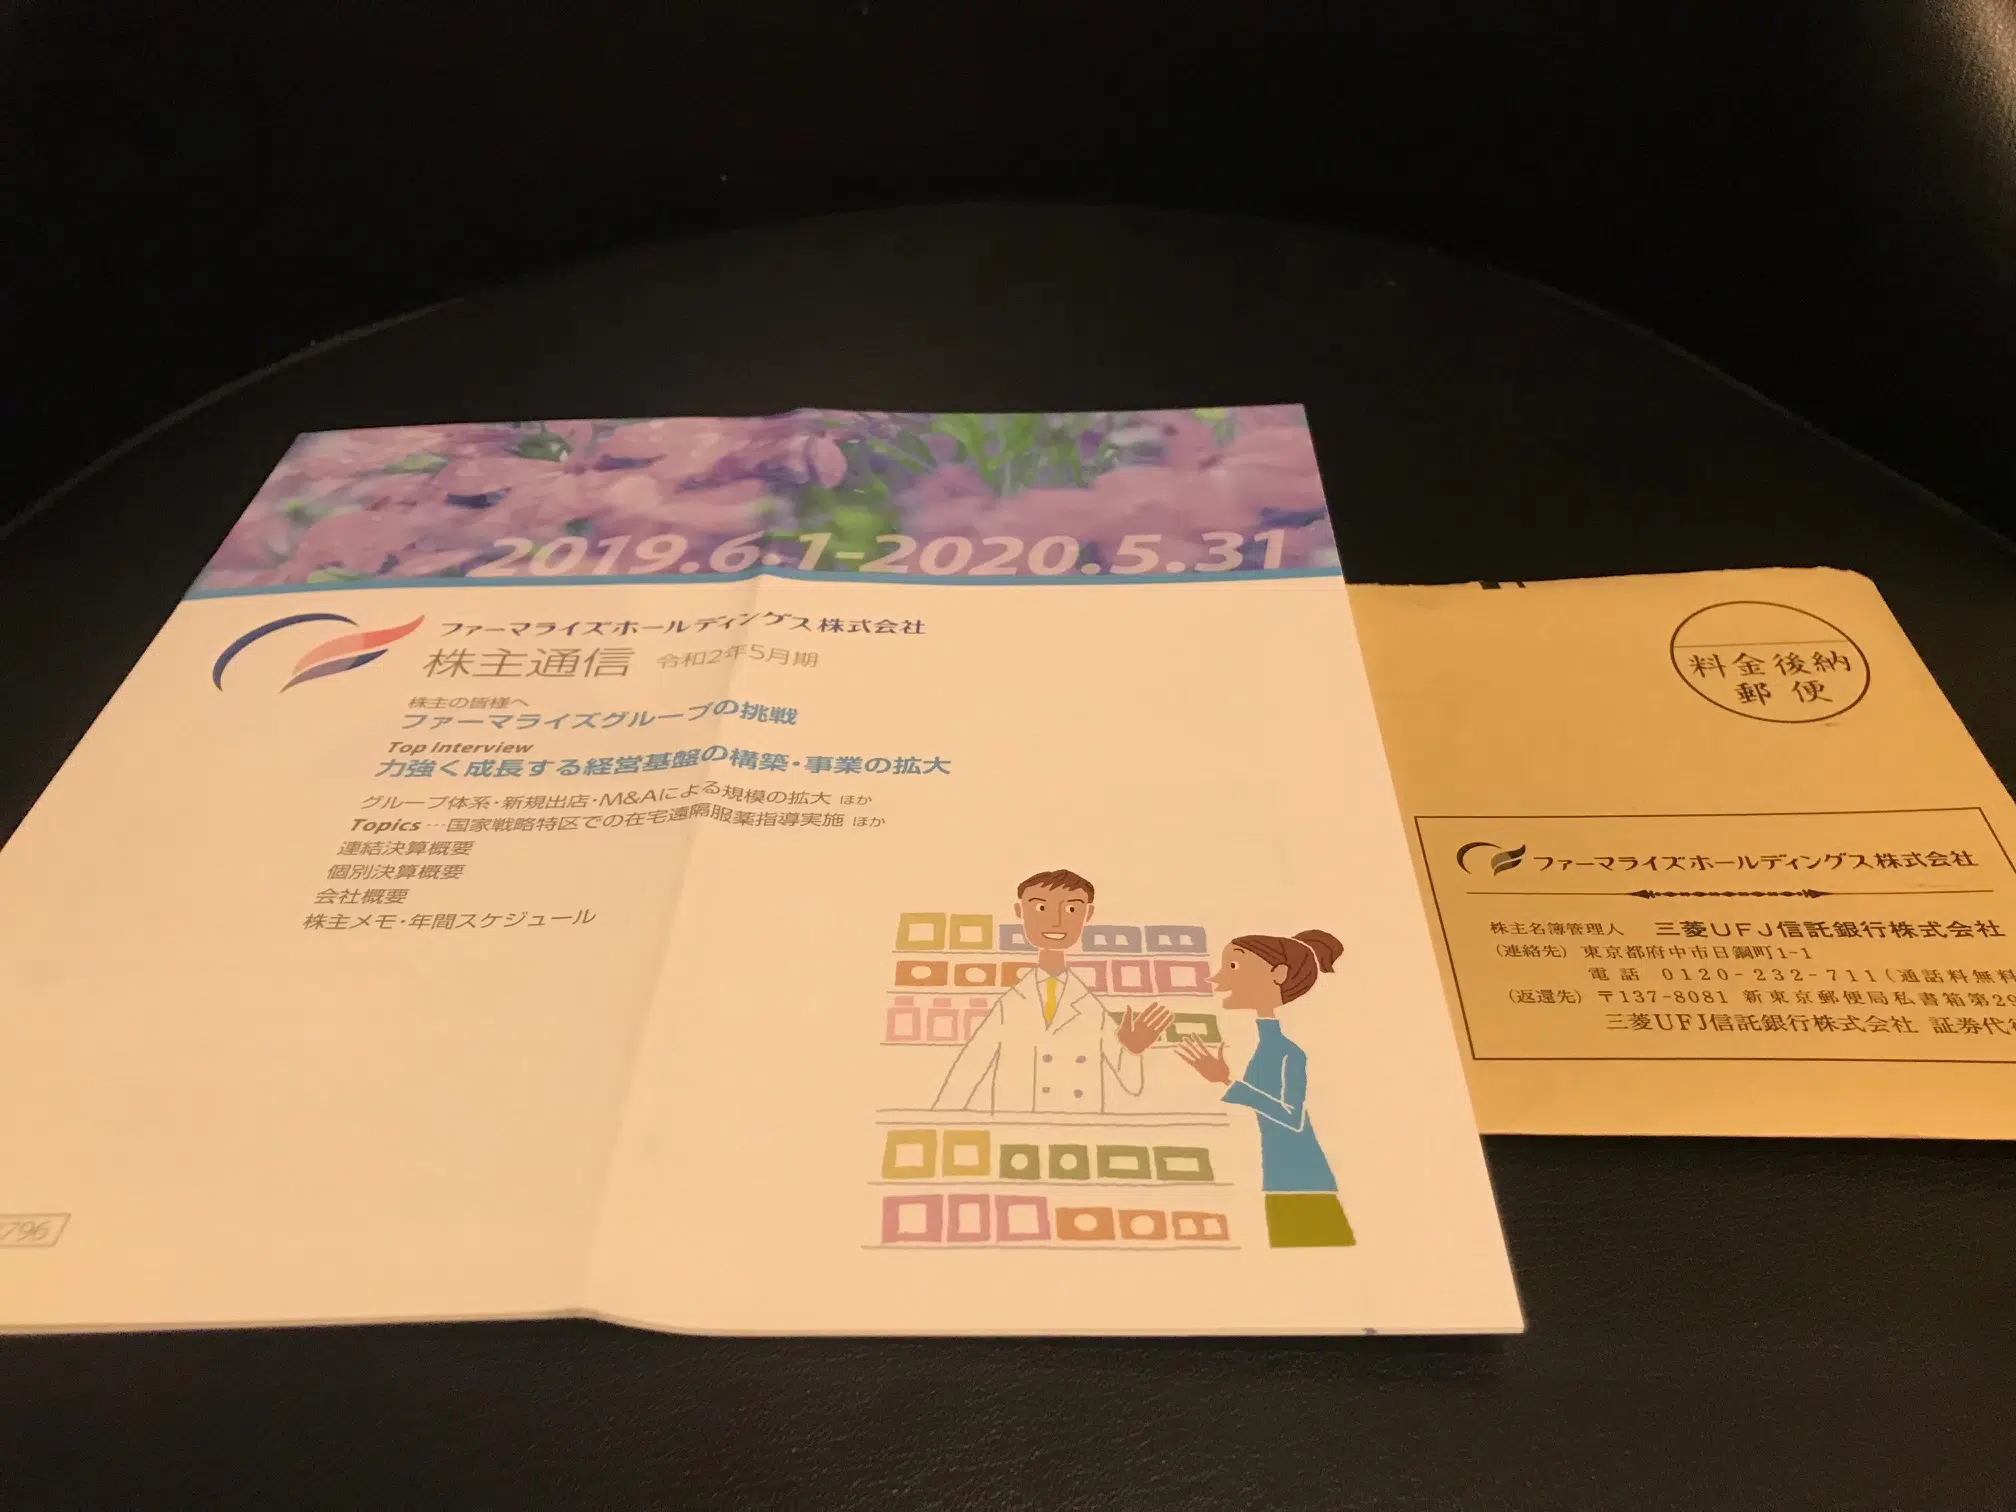 2019.6.1-2020.5.31
ファーマライズホールディングス株式会社
株主通信 令和2年5月期
株主の皆様へ
ファーマライズグループの挑戦
Top Interview
力強く成長する経営基盤の構築・事業の拡大
グループ体系・新規出店・M&Aによる規模の拡大 ほか
Topics…国家戦略特区での在宅遠隔服薬指導実施 ほか
連結決算概要
個別決算概要
会社概要
株主メモ・年間スケジュール
796
料金後納
郵便
ファーマライズホールディングス株式会社
株主名簿管理人 三菱UFJ信託銀行株式会社
(連絡先) 東京都府中市日鋼町1-1
電話 0120-232-711(通話料無料
(返還先) 〒137-8081 新東京郵便局私書箱第29
三菱UFJ信託銀行株式会社 証券代行